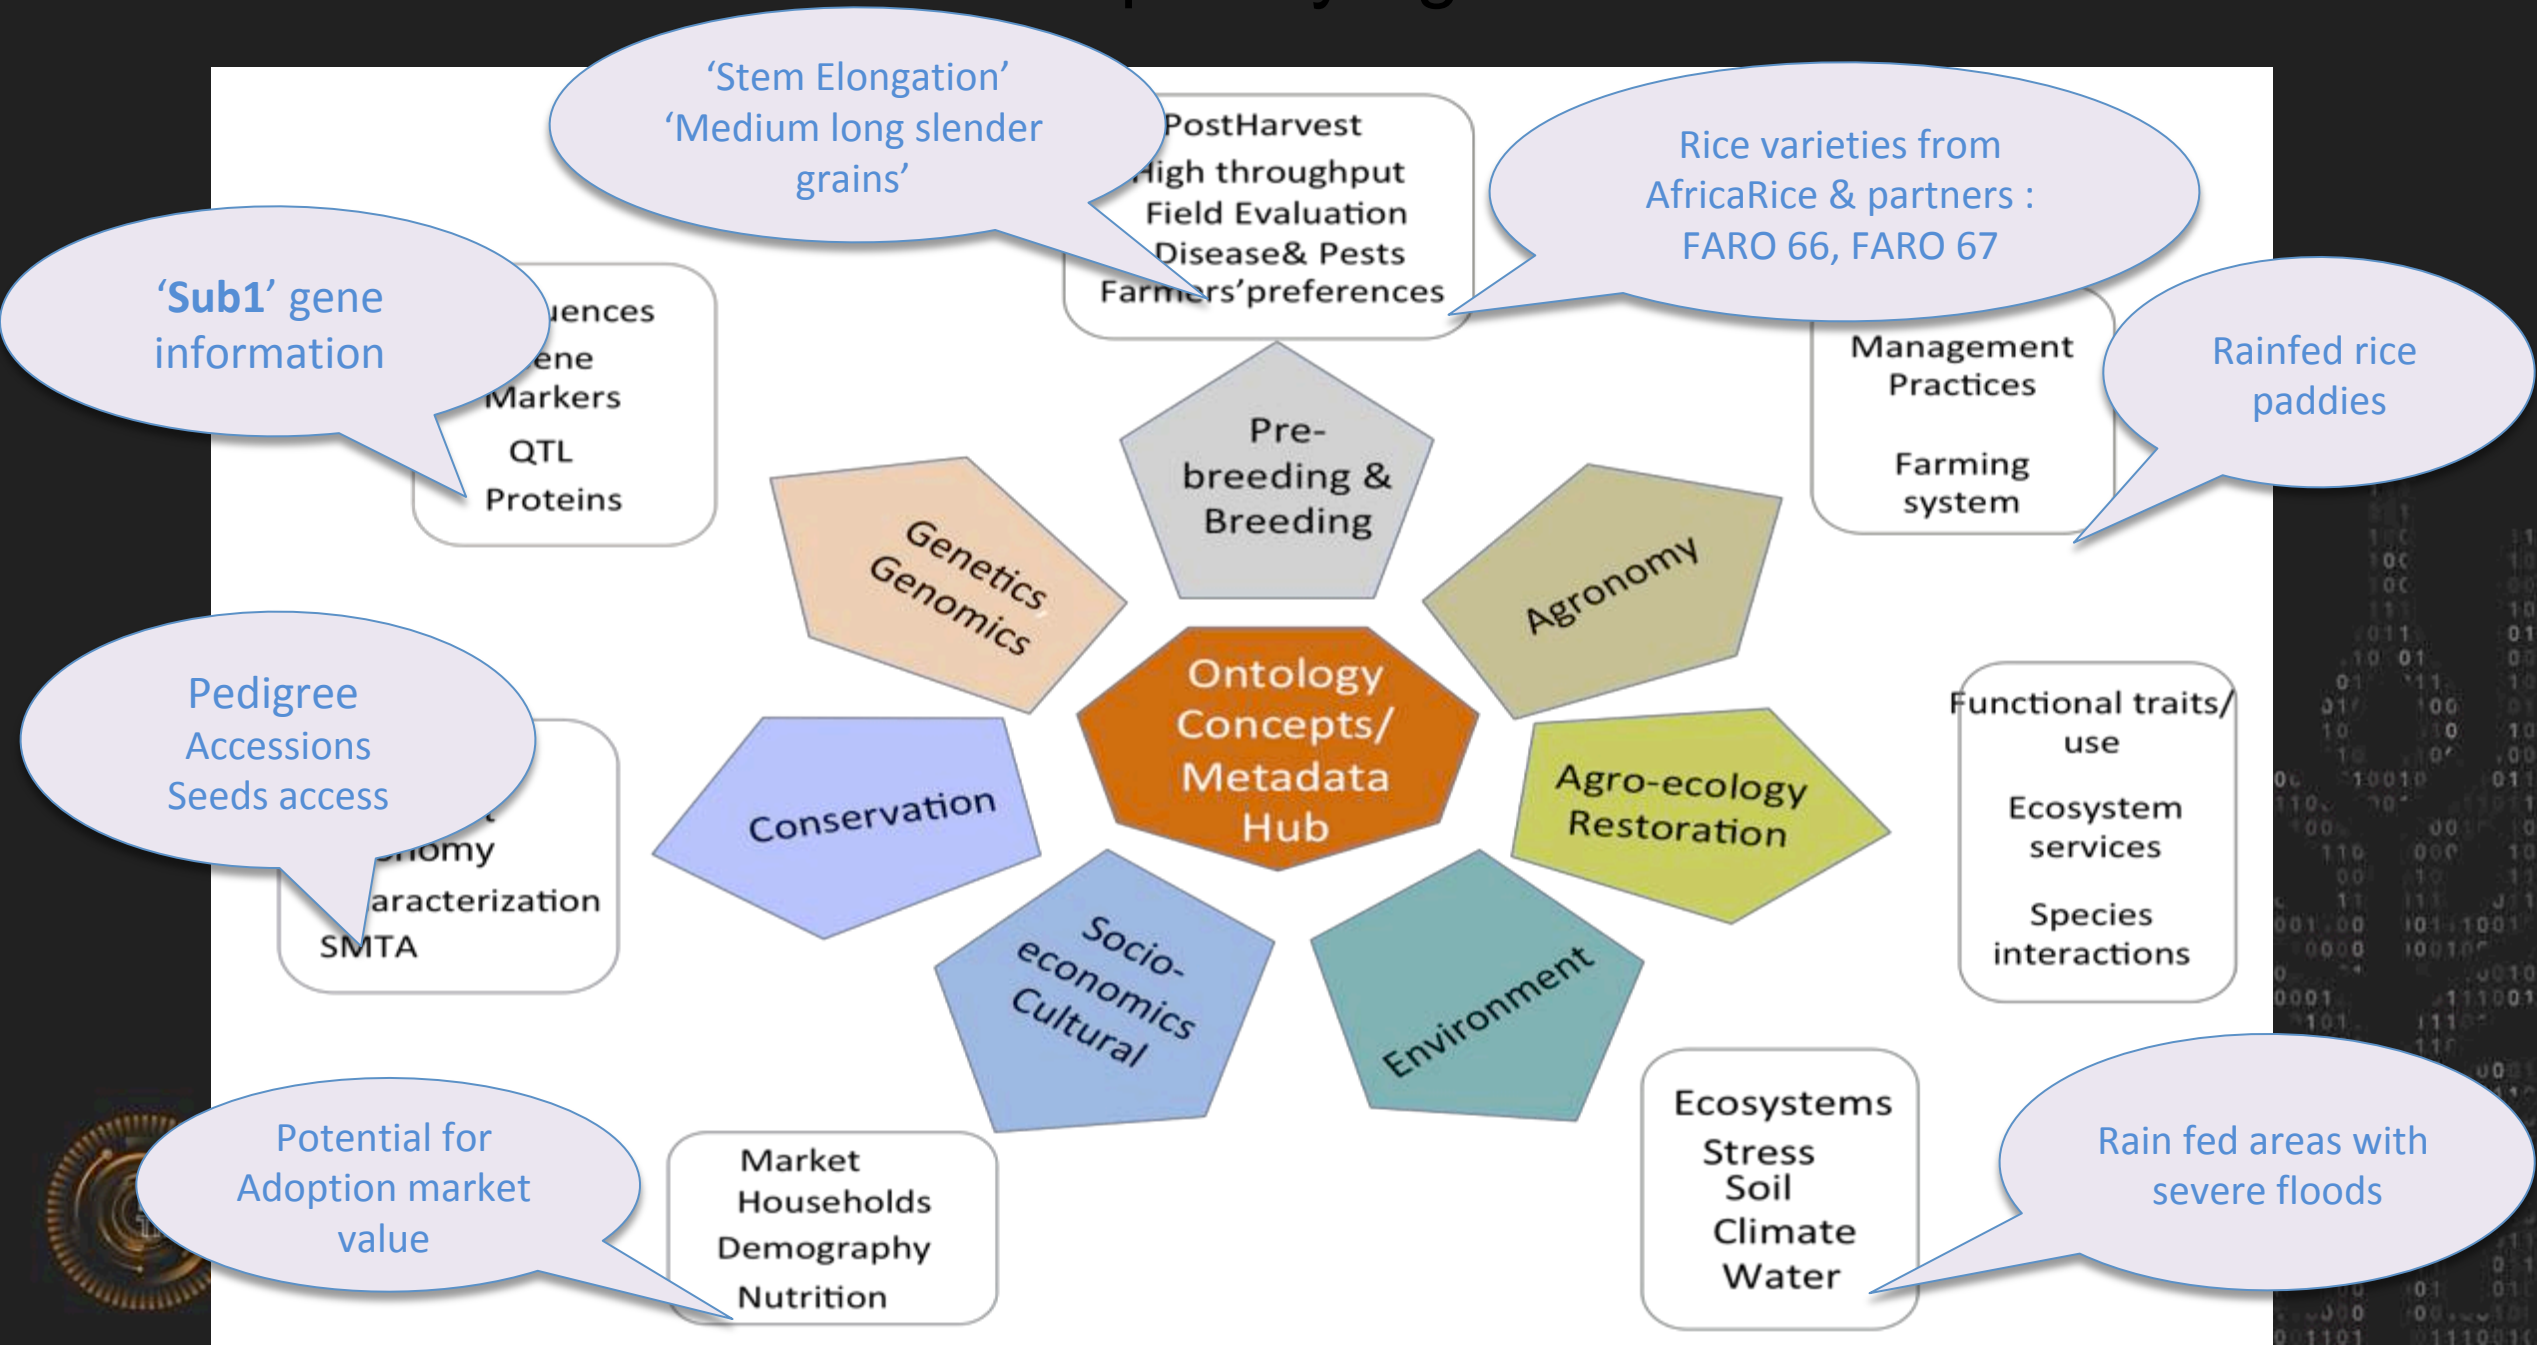 ‘Stem Elongation’
‘Medium long slender
grains’
PostHarvest
High throughput
Field Evaluation
Disease& Pests
Farmers’preferences
Rice varieties from
AfricaRice & partners :
FARO 66, FARO 67
‘Sub1’ gene
information
Markers
QTL
Proteins
Management
Practices
Farming
system
Rainfed rice
paddies
Pre-
breeding &
Breeding
Genetics,
Genomics
Agronomy
Ontology
Concepts/
Metadata
Hub
Pedigree
Accessions
Seeds access
SMTA
Conservation
Agro-ecology
Restoration
Functional traits/
use
Ecosystem
services
Species
interactions
Socio-
economics
Cultural
Environment
Potential for
Adoption market
value
Market
Households
Demography
Nutrition
Ecosystems
Stress
Soil
Climate
Water
Rain fed areas with
severe floods